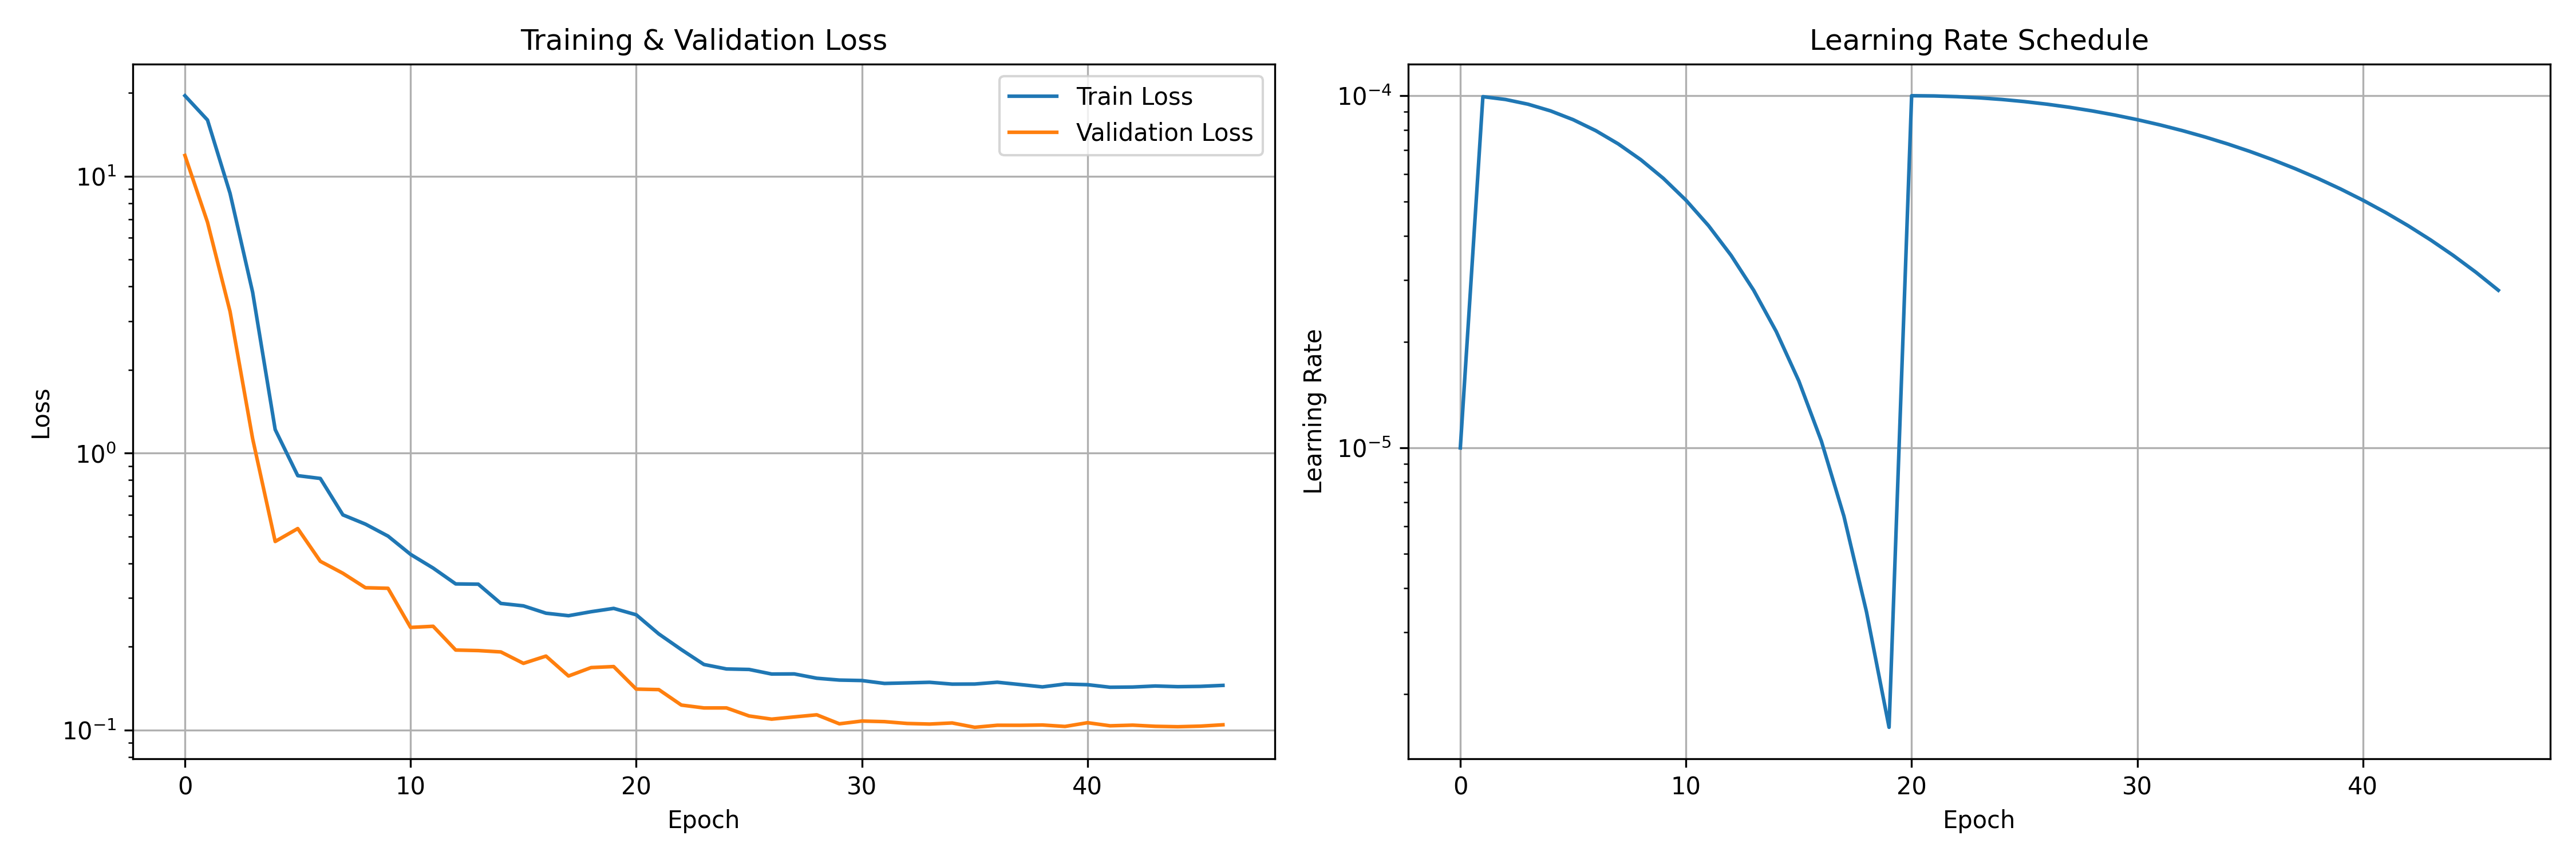 Training & Validation Loss
Train Loss
Validation Loss
10¹
10⁰
10⁻¹
Loss
0 10 20 30 40
Epoch
Learning Rate Schedule
10⁻⁴
10⁻⁵
Learning Rate
0 10 20 30 40
Epoch